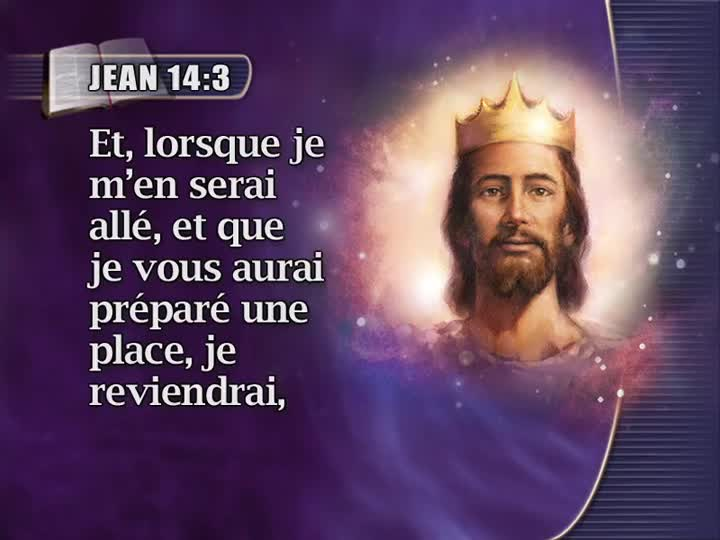 JEAN 14:3
Et, lorsque je
m’en serai
allé, et que
je vous aurai
préparé une
place, je
reviendrai,